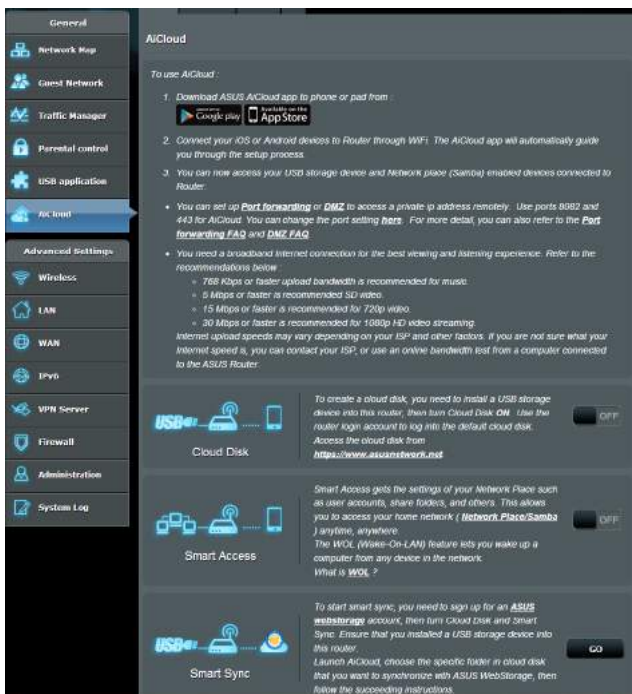 General
Network Map
Guest Network
Traffic Manager
Parental control
USB application
AiCloud
Advanced Settings
Wireless
LAN
WAN
IPv6
VPN Server
Firewall
Administration
System Log
AiCloud
To use AiCloud :
1. Download ASUS AiCloud app to phone or pad from :
Google play
Available on the
App Store
2. Connect your iOS or Android devices to Router through WiFi. The AiCloud app will automatically guide
you through the setup process.
3. You can now access your USB storage device and Network place (Samba) enabled devices connected to
Router.
• You can set up Port forwarding or DMZ to access a private ip address remotely. Use ports 8082 and
443 for AiCloud. You can change the port setting here. For more detail, you can also refer to the Port
forwarding FAQ and DMZ FAQ.
• You need a broadband Internet connection for the best viewing and listening experience. Refer to the
recommendations below :
768 Kbps or faster upload bandwidth is recommended for music.
5 Mbps or faster is recommended SD video.
15 Mbps or faster is recommended for 720p video.
30 Mbps or faster is recommended for 1080p HD video streaming.
Internet upload speeds may vary depending on your ISP and other factors. If you are not sure what your
Internet speed is, you can contact your ISP, or use an online bandwidth test from a computer connected
to the ASUS Router.
USB
Cloud Disk
To create a cloud disk, you need to install a USB storage
device into this router, then turn Cloud Disk ON. Use the
router login account to log into the default cloud disk.
Access the cloud disk from
https://www.asusnetwork.net
OFF
Smart Access
Smart Access gets the settings of your Network Place such
as user accounts, share folders, and others. This allows
you to access your home network ( Network Place/Samba
) anytime, anywhere.
The WOL (Wake-On-LAN) feature lets you wake up a
computer from any device in the network.
What is WOL ?
OFF
USB
Smart Sync
To start smart sync, you need to sign up for an ASUS
webstorage account, then turn Cloud Disk and Smart
Sync. Ensure that you installed a USB storage device into
this router.
Launch AiCloud, choose the specific folder in cloud disk
that you want to synchronize with ASUS WebStorage, then
follow the succeeding instructions.
GO